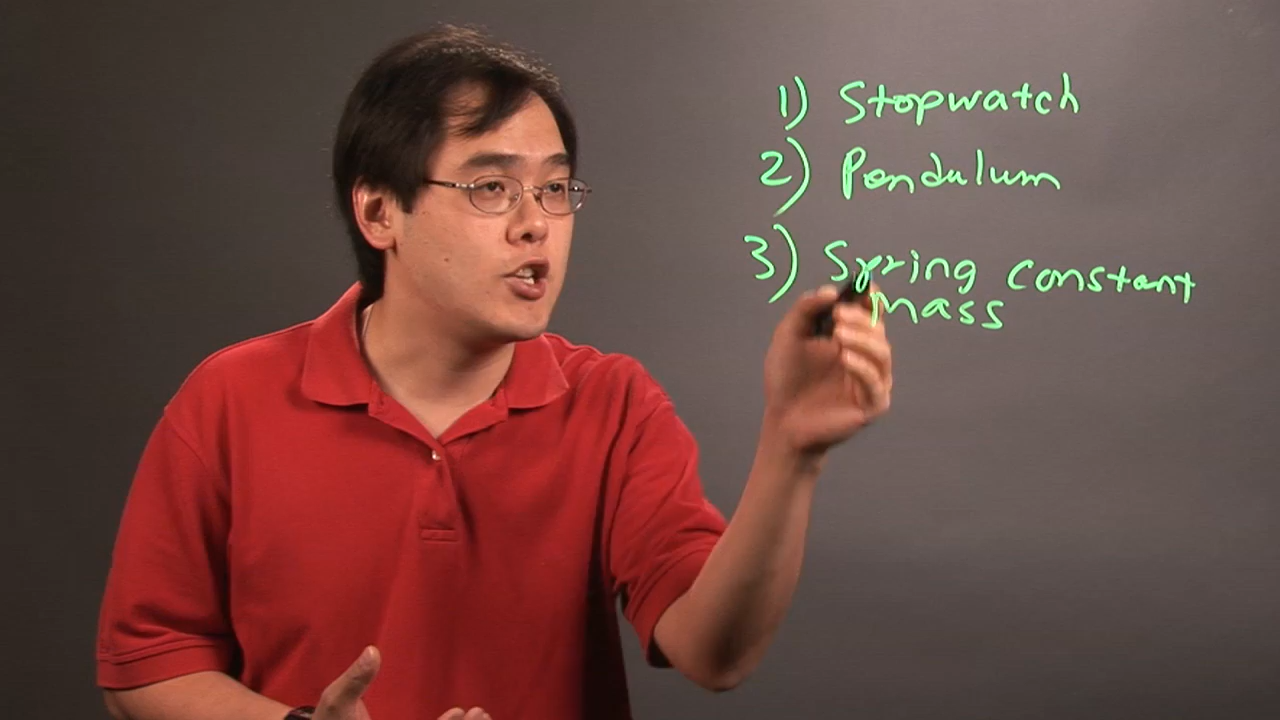 1) Stopwatch
2) Pendulum
3) Spring constant
mass